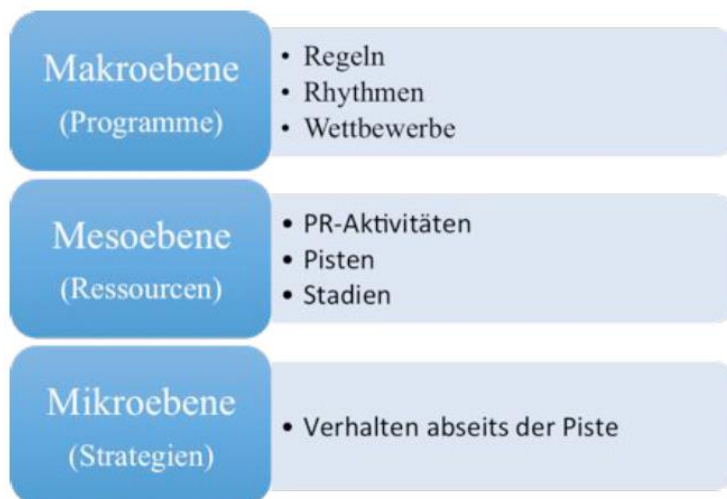 Makroebene
(Programme)
• Regeln
• Rhythmen
• Wettbewerbe
Mesoebene
(Ressourcen)
• PR-Aktivitäten
• Pisten
• Stadien
Mikroebene
(Strategien)
• Verhalten abseits der Piste